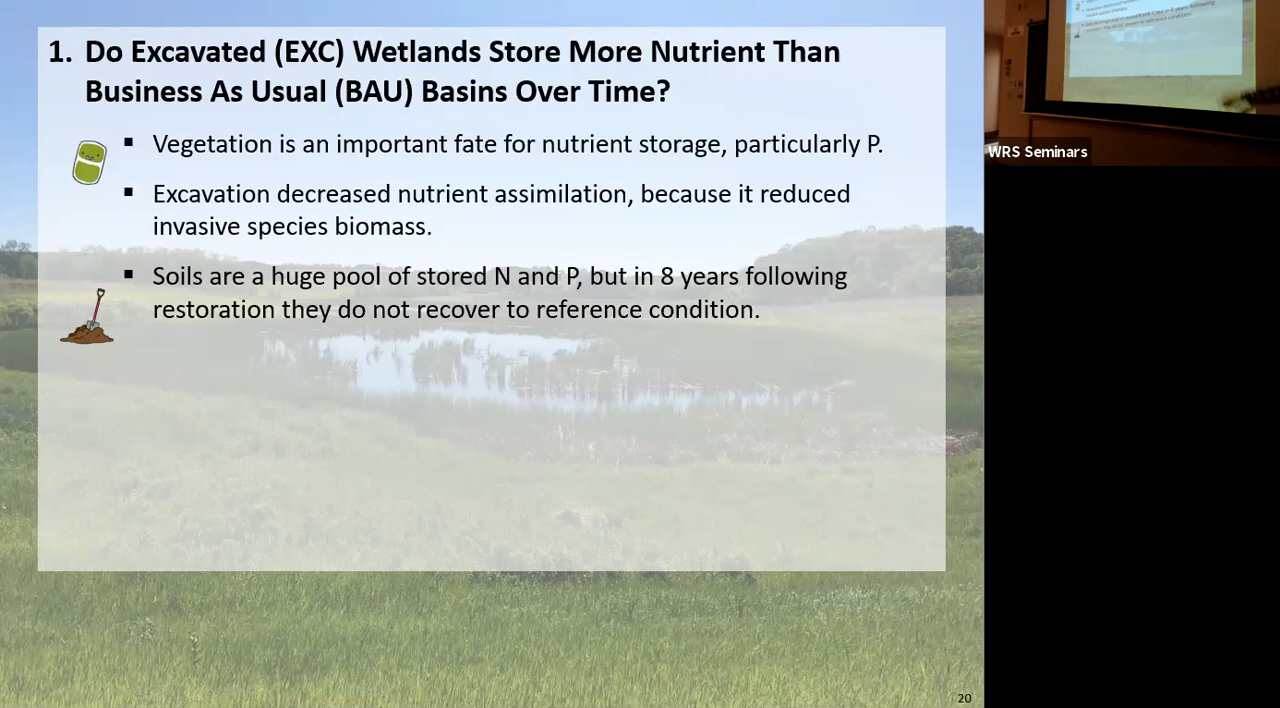 1. Do Excavated (EXC) Wetlands Store More Nutrient Than
Business As Usual (BAU) Basins Over Time?
▪ Vegetation is an important fate for nutrient storage, particularly P.
▪ Excavation decreased nutrient assimilation, because it reduced
invasive species biomass.
▪ Soils are a huge pool of stored N and P, but in 8 years following
restoration they do not recover to reference condition.
20
WRS Seminars